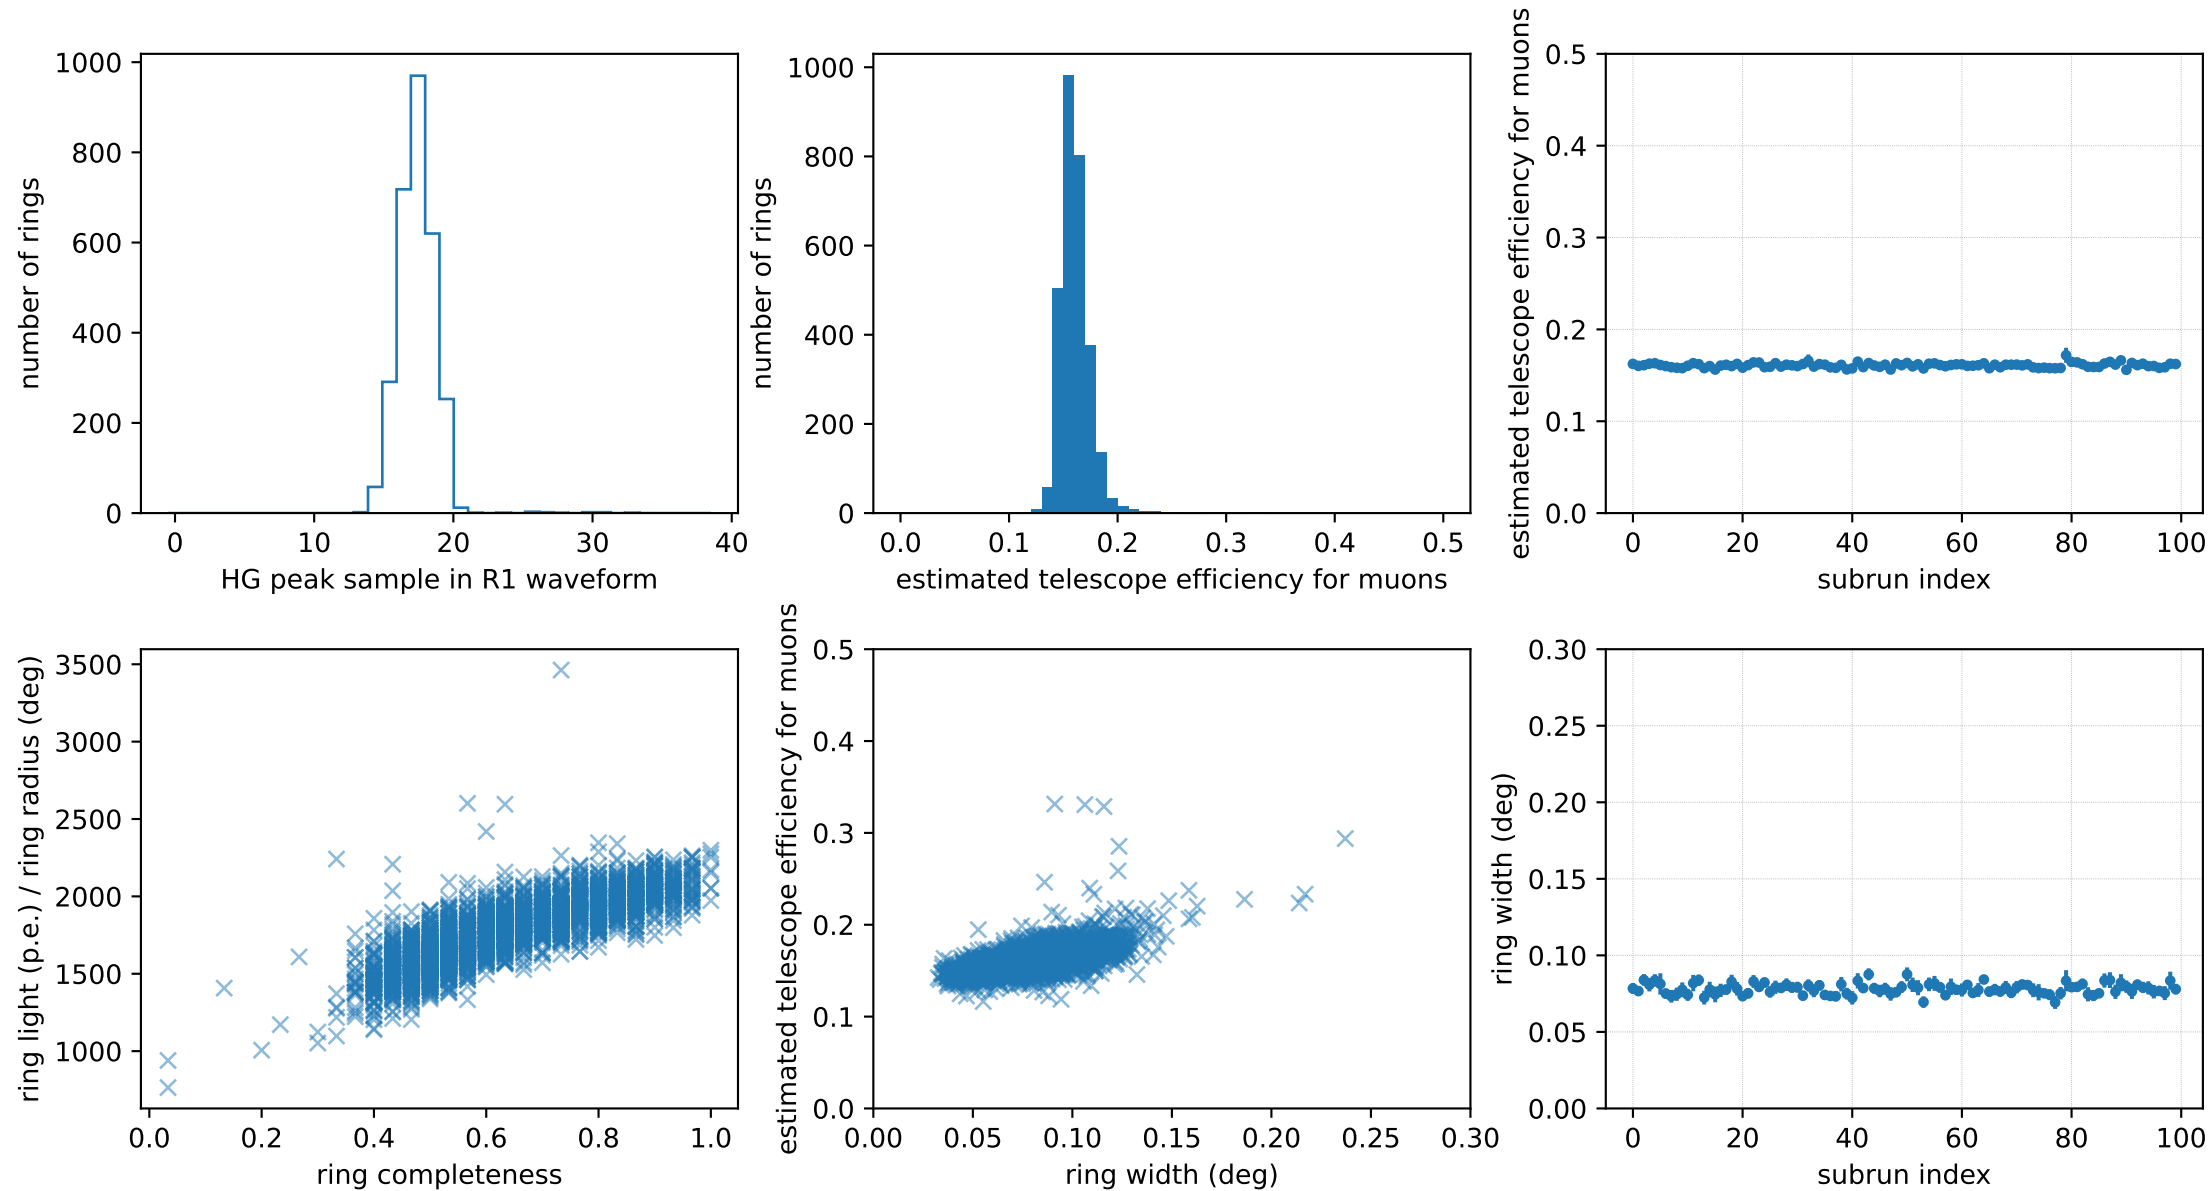 1000
800
600
400
200
0
number of rings
0 10 20 30 40
HG peak sample in R1 waveform
1000
800
600
400
200
0
number of rings
0.0 0.1 0.2 0.3 0.4 0.5
estimated telescope efficiency for muons
0.5
0.4
0.3
0.2
0.1
0.0
estimated telescope efficiency for muons
0 20 40 60 80 100
subrun index
3500
3000
2500
2000
1500
1000
ring light (p.e.) / ring radius (deg)
0.0 0.2 0.4 0.6 0.8 1.0
ring completeness
0.5
0.4
0.3
0.2
0.1
0.0
estimated telescope efficiency for muons
0.00 0.05 0.10 0.15 0.20 0.25 0.30
ring width (deg)
0.30
0.25
0.20
0.15
0.10
0.05
0.00
ring width (deg)
0 20 40 60 80 100
subrun index